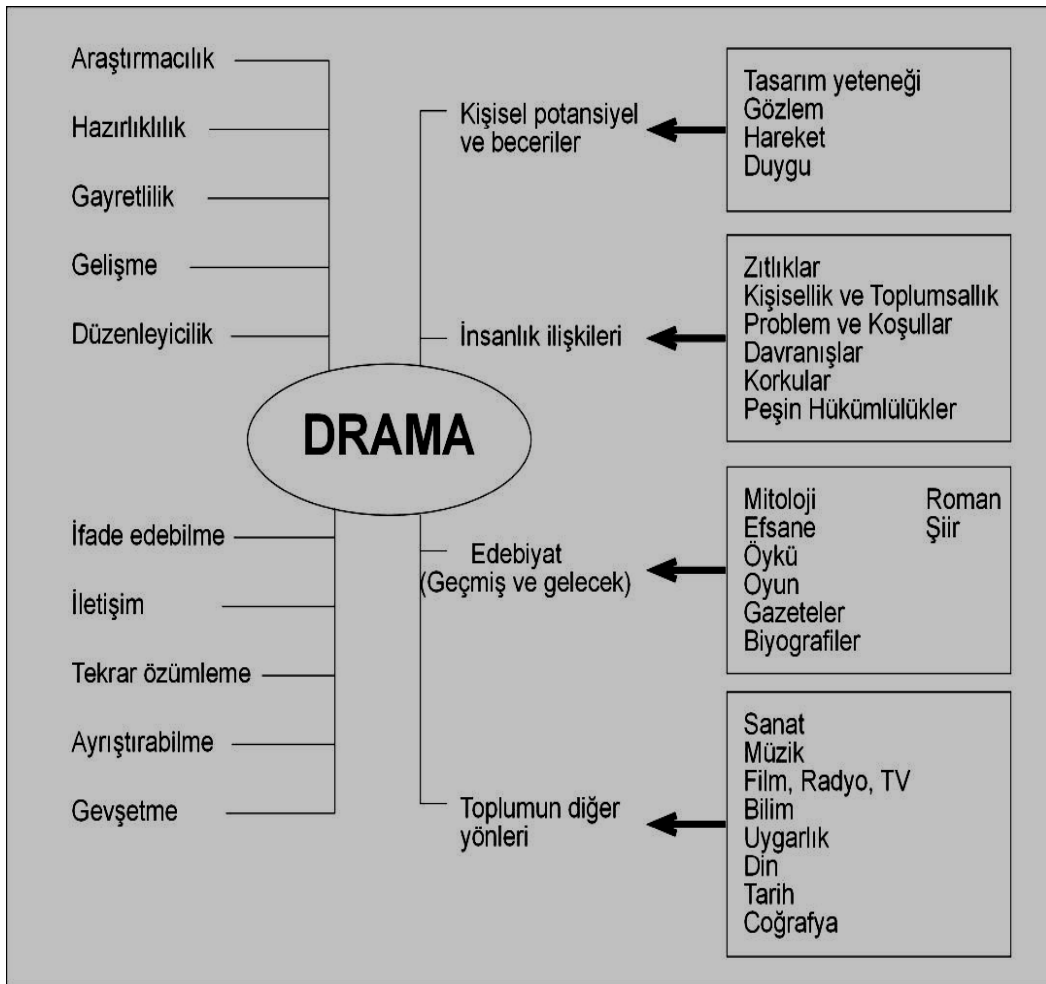 Araştırmacılık
Hazırlıklılık
Gayretlilik
Gelişme
Düzenleyicilik
DRAMA
İfade edebilme
İletişim
Tekrar özümleme
Ayrıştırabilme
Gevşetme
Kişisel potansiyel
ve beceriler
İnsanlık ilişkileri
Edebiyat
(Geçmiş ve gelecek)
Toplumun diğer
yönleri
Tasarım yeteneği
Gözlem
Hareket
Duygu
Zıtlıklar
Kişisellik ve Toplumsallık
Problem ve Koşullar
Davranışlar
Korkular
Peşin Hükümlülükler
Mitoloji Roman
Efsane Şiir
Öykü
Oyun
Gazeteler
Biyografiler
Sanat
Müzik
Film, Radyo, TV
Bilim
Uygarlık
Din
Tarih
Coğrafya